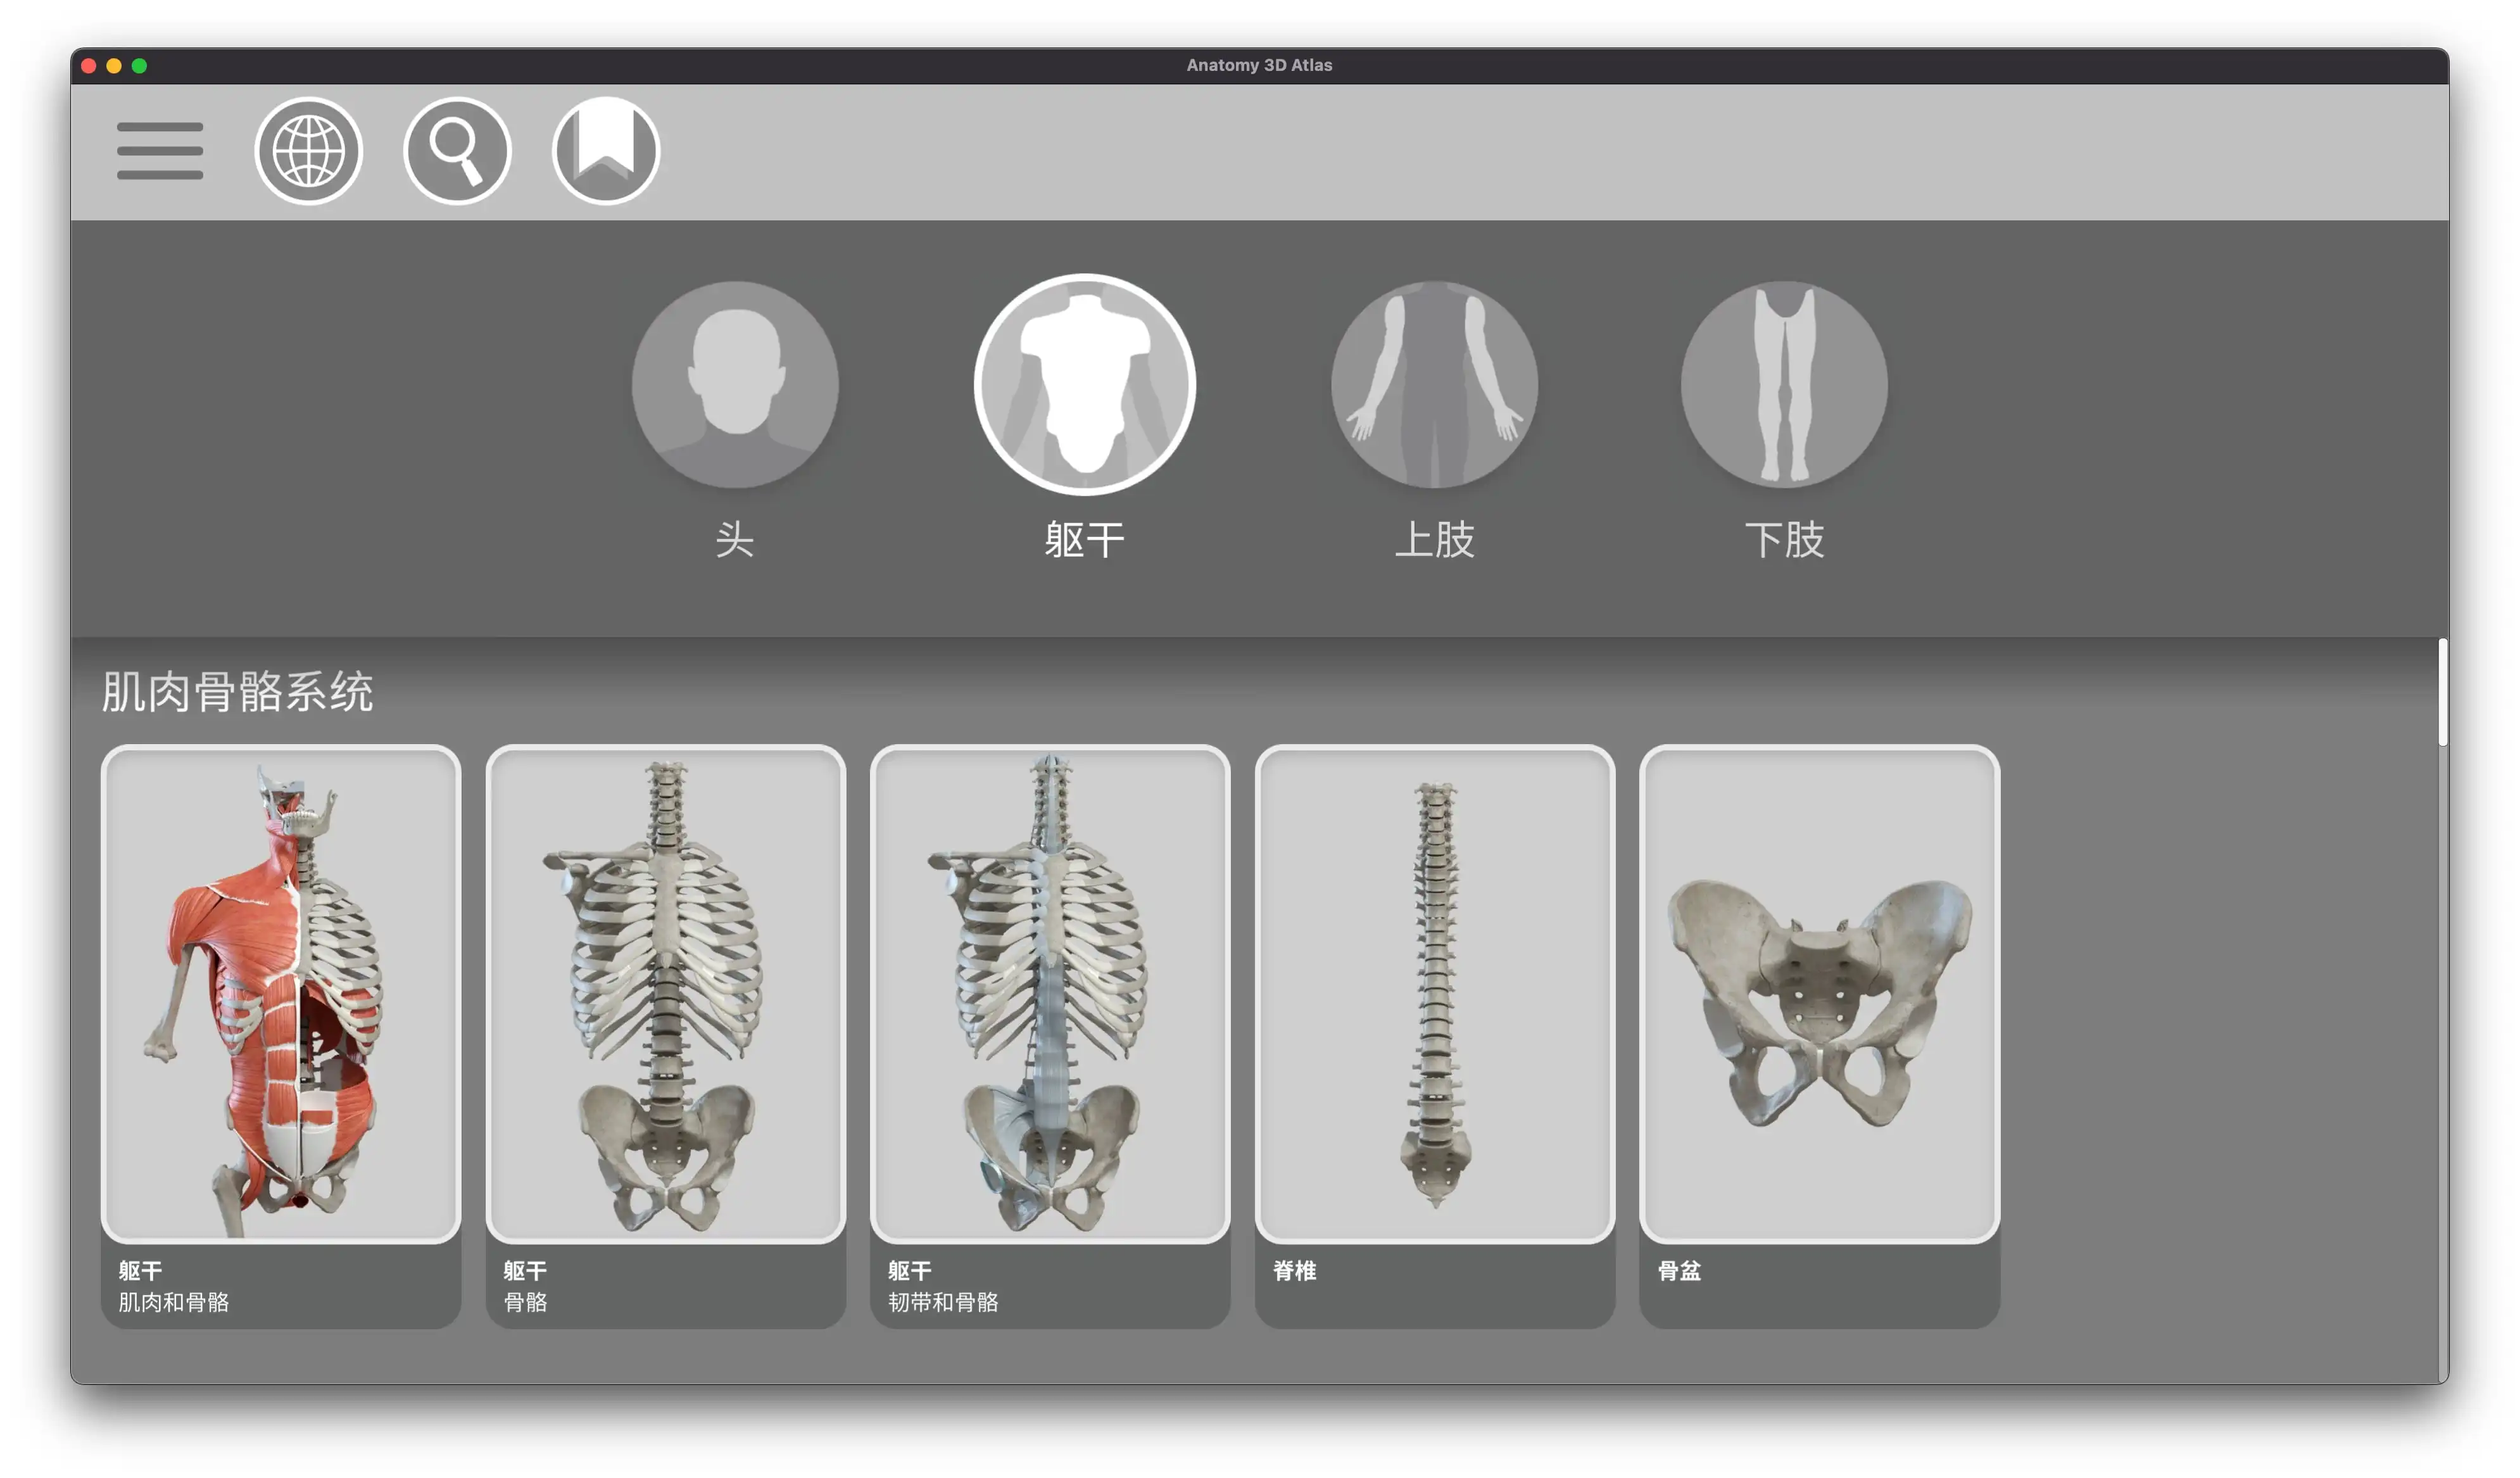 Anatomy 3D Atlas
头
躯干
上肢
下肢
肌肉骨骼系统
躯干
肌肉和骨骼
躯干
骨骼
躯干
韧带和骨骼
脊椎
骨盆